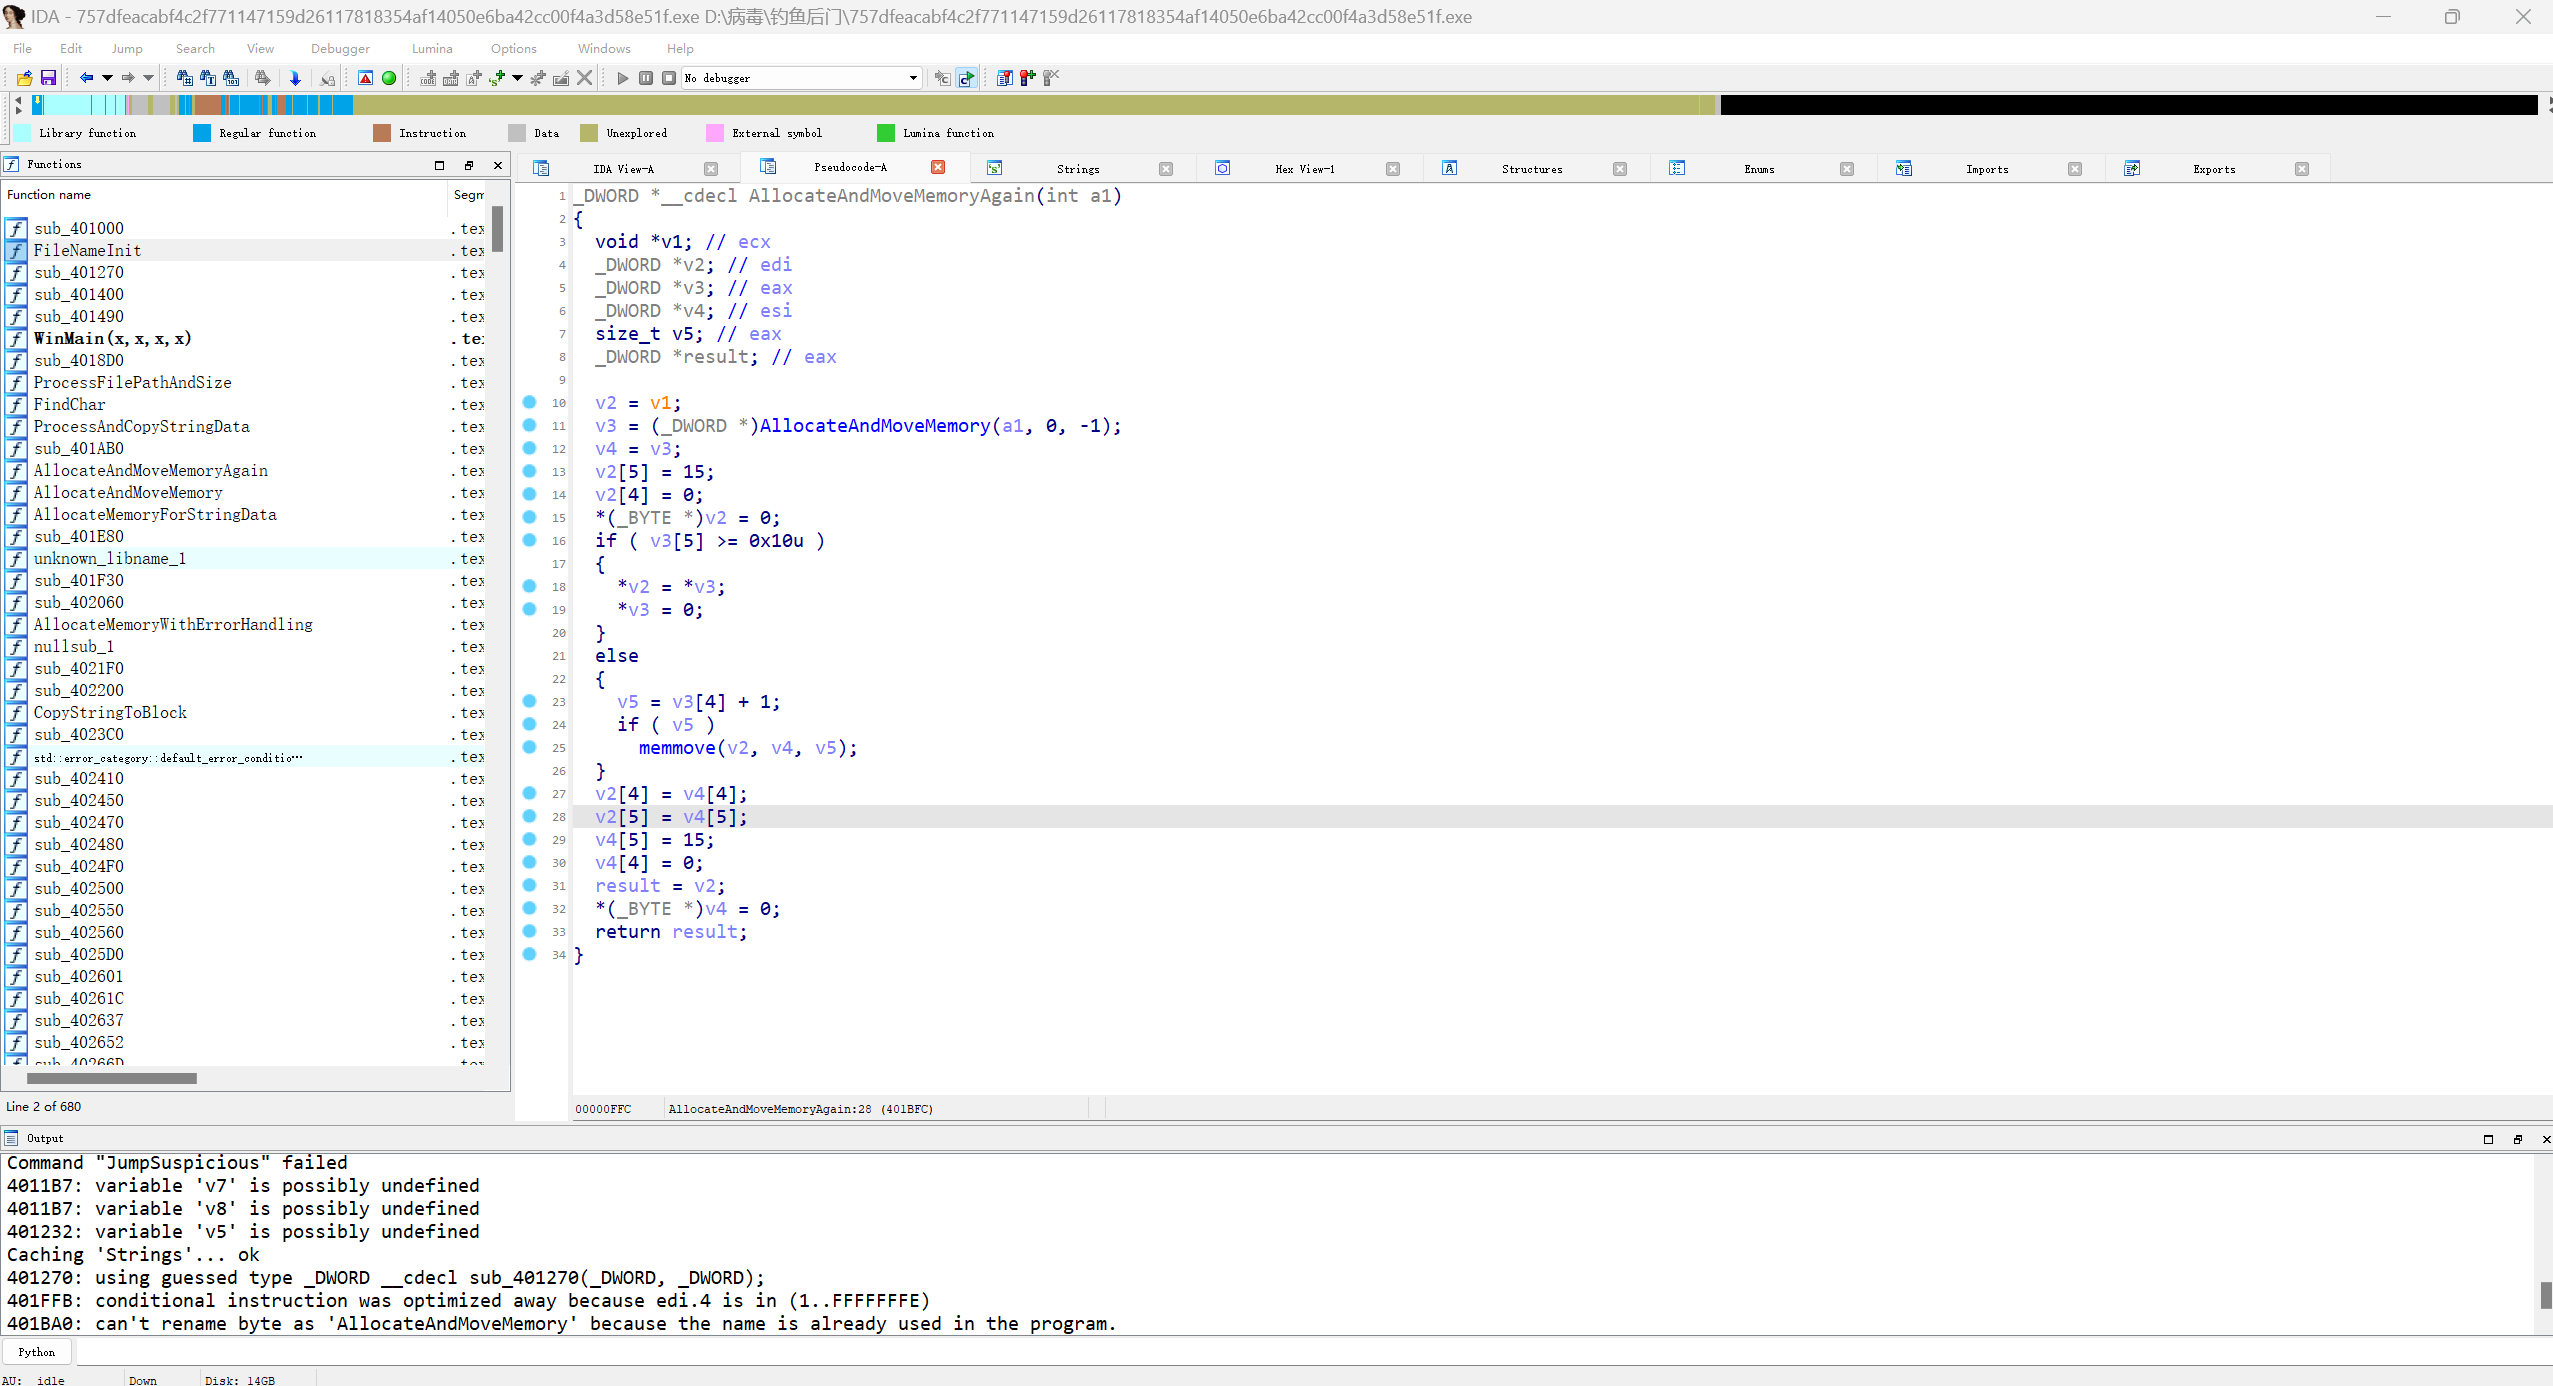 IDA - 757dfeacabf4c2f771147159d26117818354af14050e6ba42cc00f4a3d58e51f.exe D:\病毒\钓鱼后门\757dfeacabf4c2f771147159d26117818354af14050e6ba42cc00f4a3d58e51f.exe
File Edit Jump Search View Debugger Lumina Options Windows Help
No debugger
Library function Regular function Instruction Data Unexplored External symbol Lumina function
Functions
IDA View-A Pseudocode-A Strings Hex View-1 Structures Enums Imports Exports
Function name Segm
sub_401000 .tex
FileNameInit .tex
sub_401270 .tex
sub_401400 .tex
sub_401490 .tex
WinMain(x,x,x,x) .tex
sub_4018D0 .tex
ProcessFilePathAndSize .tex
FindChar .tex
ProcessAndCopyStringData .tex
sub_401AB0 .tex
AllocateAndMoveMemoryAgain .tex
AllocateAndMoveMemory .tex
AllocateMemoryForStringData .tex
sub_401E80 .tex
unknown_libname_1 .tex
sub_401F30 .tex
sub_402060 .tex
AllocateMemoryWithErrorHandling .tex
nullsub_1 .tex
sub_4021F0 .tex
sub_402200 .tex
CopyStringToBlock .tex
sub_4023C0 .tex
std::error_category::default_error_conditio… .tex
sub_402410 .tex
sub_402450 .tex
sub_402470 .tex
sub_402480 .tex
sub_4024F0 .tex
sub_402500 .tex
sub_402550 .tex
sub_402560 .tex
sub_4025D0 .tex
sub_402601 .tex
sub_40261C .tex
sub_402637 .tex
sub_402652 .tex
sub_40266D .tex
Line 2 of 680
1 _DWORD *__cdecl AllocateAndMoveMemoryAgain(int a1)
2 {
3 void *v1; // ecx
4 _DWORD *v2; // edi
5 _DWORD *v3; // eax
6 _DWORD *v4; // esi
7 size_t v5; // eax
8 _DWORD *result; // eax
9
10 v2 = v1;
11 v3 = (_DWORD *)AllocateAndMoveMemory(a1, 0, -1);
12 v4 = v3;
13 v2[5] = 15;
14 v2[4] = 0;
15 *(_BYTE *)v2 = 0;
16 if ( v3[5] >= 0x10u )
17 {
18 *v2 = *v3;
19 *v3 = 0;
20 }
21 else
22 {
23 v5 = v3[4] + 1;
24 if ( v5 )
25 memmove(v2, v4, v5);
26 }
27 v2[4] = v4[4];
28 v2[5] = v4[5];
29 v4[5] = 15;
30 v4[4] = 0;
31 result = v2;
32 *(_BYTE *)v4 = 0;
33 return result;
34 }
00000FFC AllocateAndMoveMemoryAgain:28 (401BFC)
Output
Command "JumpSuspicious" failed
4011B7: variable 'v7' is possibly undefined
4011B7: variable 'v8' is possibly undefined
401232: variable 'v5' is possibly undefined
Caching 'Strings'... ok
401270: using guessed type _DWORD __cdecl sub_401270(_DWORD, _DWORD);
401FFB: conditional instruction was optimized away because edi.4 is in (1..FFFFFFFE)
401BA0: can't rename byte as 'AllocateAndMoveMemory' because the name is already used in the program.
Python
AU: idle Down Disk: 14GB